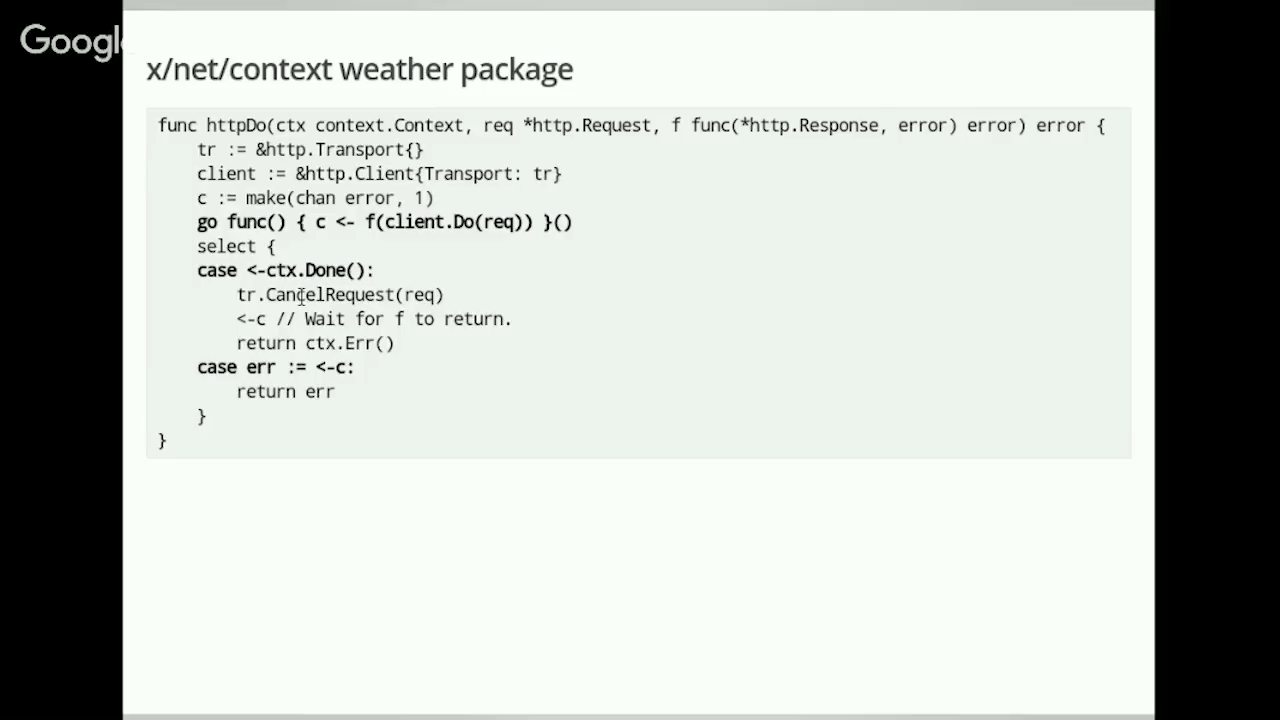 Google
x/net/context weather package
func httpDo(ctx context.Context, req *http.Request, f func(*http.Response, error) error) error {
    tr := &http.Transport{}
    client := &http.Client{Transport: tr}
    c := make(chan error, 1)
    go func() { c <- f(client.Do(req)) }()
    select {
    case <-ctx.Done():
        tr.CancelRequest(req)
        <-c // Wait for f to return.
        return ctx.Err()
    case err := <-c:
        return err
    }
}